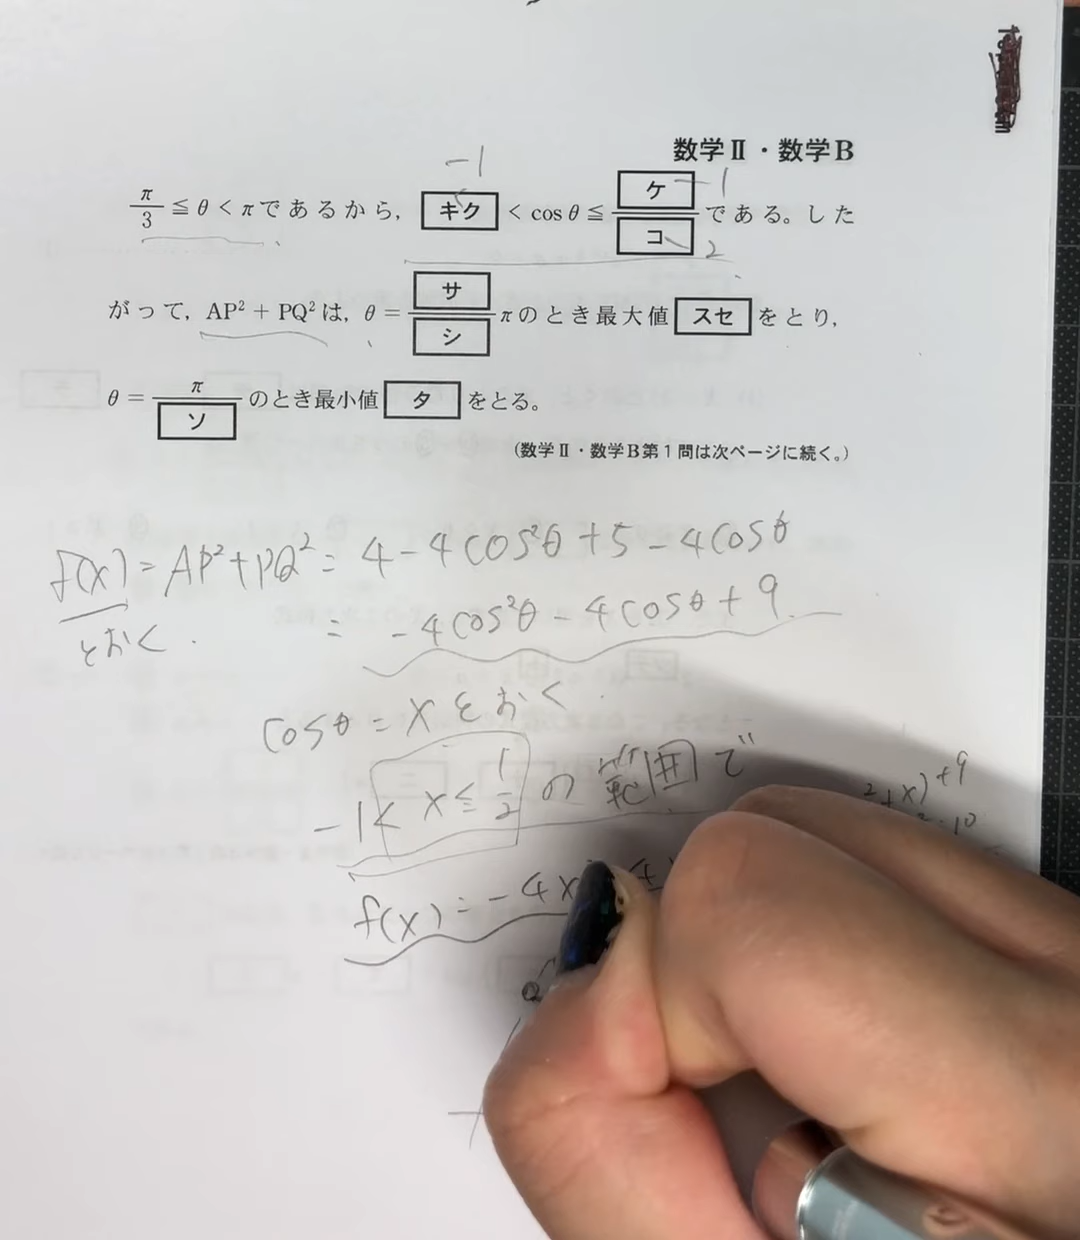 数学Ⅱ・数学B
-1
π/3 ≦ θ < π であるから, キク < cos θ ≦ ケ/コ である。した
1
2
がって, AP² + PQ² は, θ = サ/シ π のとき最大値 スセ をとり,
θ = π/ソ のとき最小値 タ をとる。
(数学Ⅱ・数学B第1問は次ページに続く。)
f(x) = AP²+PQ² = 4 - 4cos²θ + 5 - 4cosθ
とおく. = -4cos²θ - 4cosθ + 9
cosθ = x とおく.
-1 < x ≦ 1/2 の範囲で
²+x)+9
f(x) = -4x